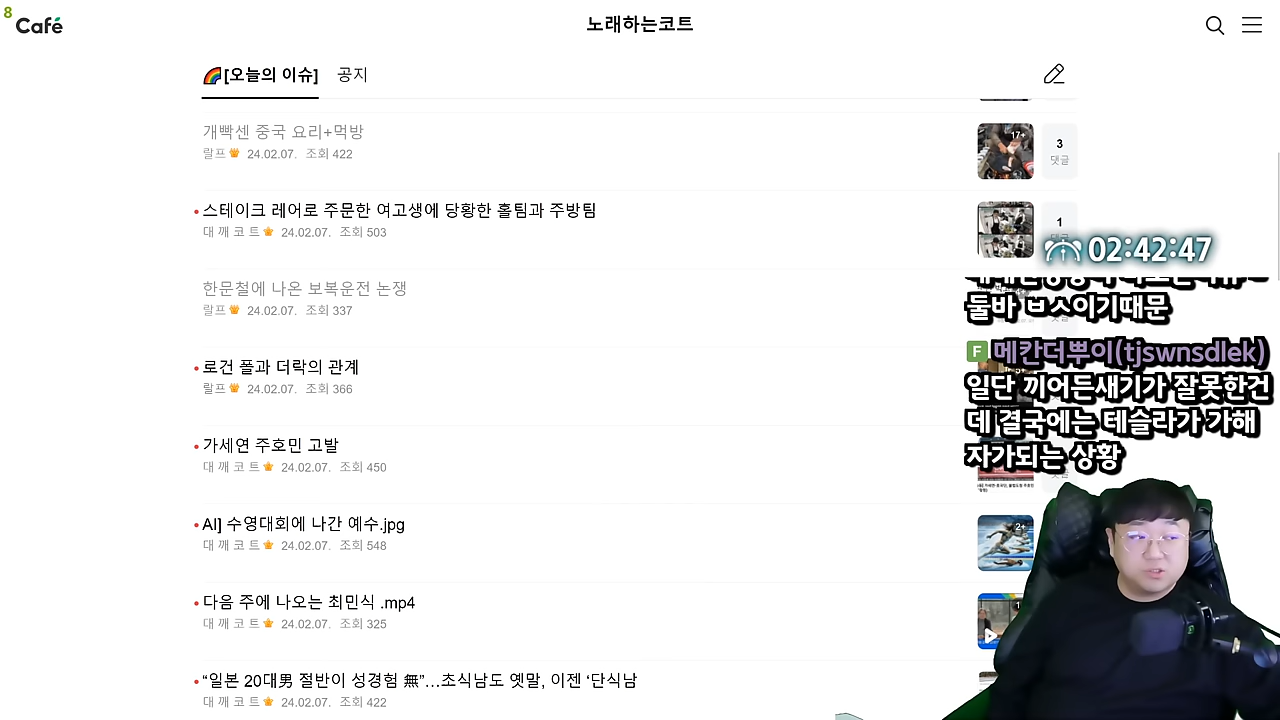 8
Café
노래하는코트
🌈[오늘의 이슈]
공지
개빡센 중국 요리+먹방
랄프 24.02.07. 조회 422
17+
3
댓글
스테이크 레어로 주문한 여고생에 당황한 홀팀과 주방팀
대 깨 코 트 24.02.07. 조회 503
1
02:42:47
한문철에 나온 보복운전 논쟁
랄프 24.02.07. 조회 337
둘바 ㅂㅅ이기때문
로건 폴과 더락의 관계
랄프 24.02.07. 조회 366
F 메칸더뿌이(tjswnsdlek)
일단 끼어든새기가 잘못한건
데 결국에는 테슬라가 가해
자가되는 상황
가세연 주호민 고발
대 깨 코 트 24.02.07. 조회 450
AI] 수영대회에 나간 예수.jpg
대 깨 코 트 24.02.07. 조회 548
2+
다음 주에 나오는 최민식 .mp4
대 깨 코 트 24.02.07. 조회 325
“일본 20대男 절반이 성경험 無”…초식남도 옛말, 이젠 ‘단식남
대 깨 코 트 24.02.07. 조회 422